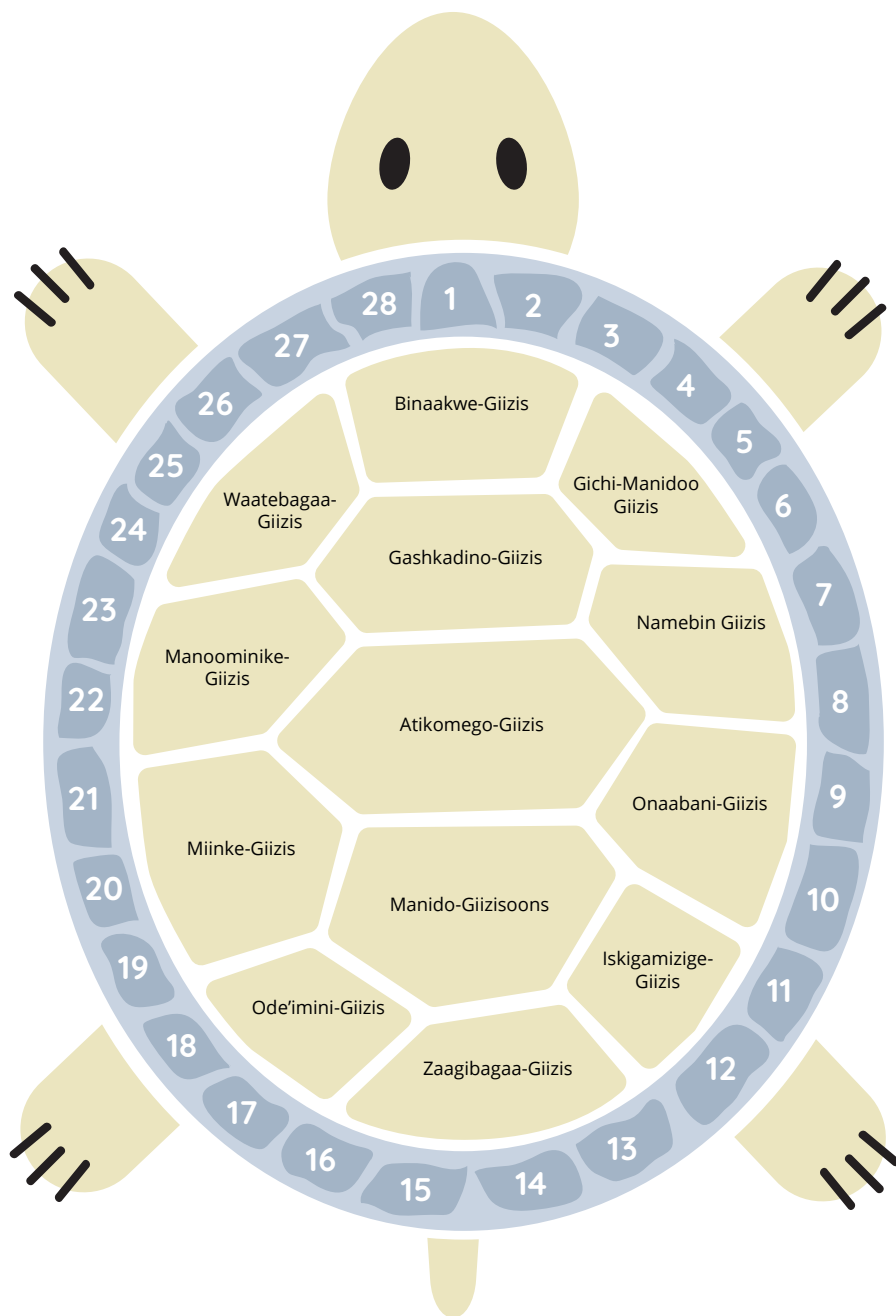 1
2
3
4
5
6
7
8
9
10
11
12
13
14
15
16
17
18
19
20
21
22
23
24
25
26
27
28
Binaakwe-Giizis
Gichi-Manidoo
Giizis
Waatebagaa-
Giizis
Gashkadino-Giizis
Namebin Giizis
Manoominike-
Giizis
Atikomego-Giizis
Onaabani-Giizis
Miinke-Giizis
Manido-Giizisoons
Iskigamizige-
Giizis
Ode'imini-Giizis
Zaagibagaa-Giizis